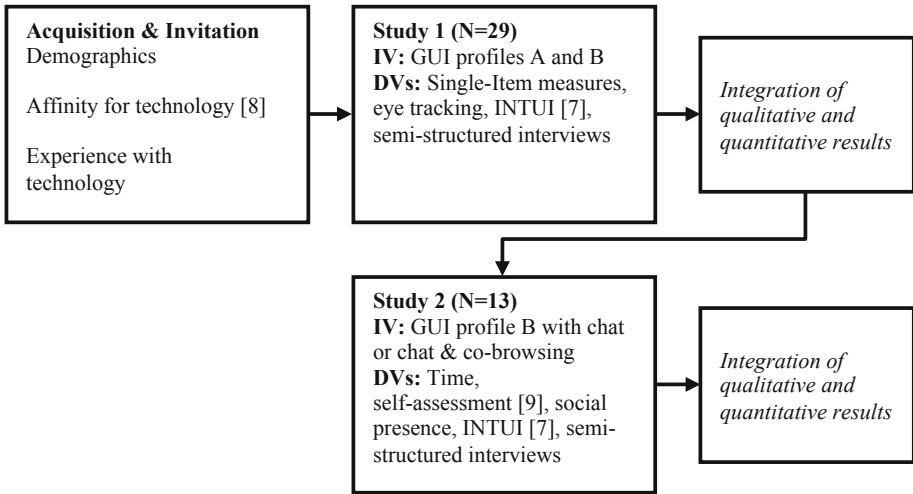 Acquisition & Invitation
Demographics
Affinity for technology [8]
Experience with
technology
Study 1 (N=29)
IV: GUI profiles A and B
DVs: Single-Item measures,
eye tracking, INTUI [7],
semi-structured interviews
Integration of
qualitative and
quantitative results
Study 2 (N=13)
IV: GUI profile B with chat
or chat & co-browsing
DVs: Time,
self-assessment [9], social
presence, INTUI [7], semi-
structured interviews
Integration of
qualitative and
quantitative results